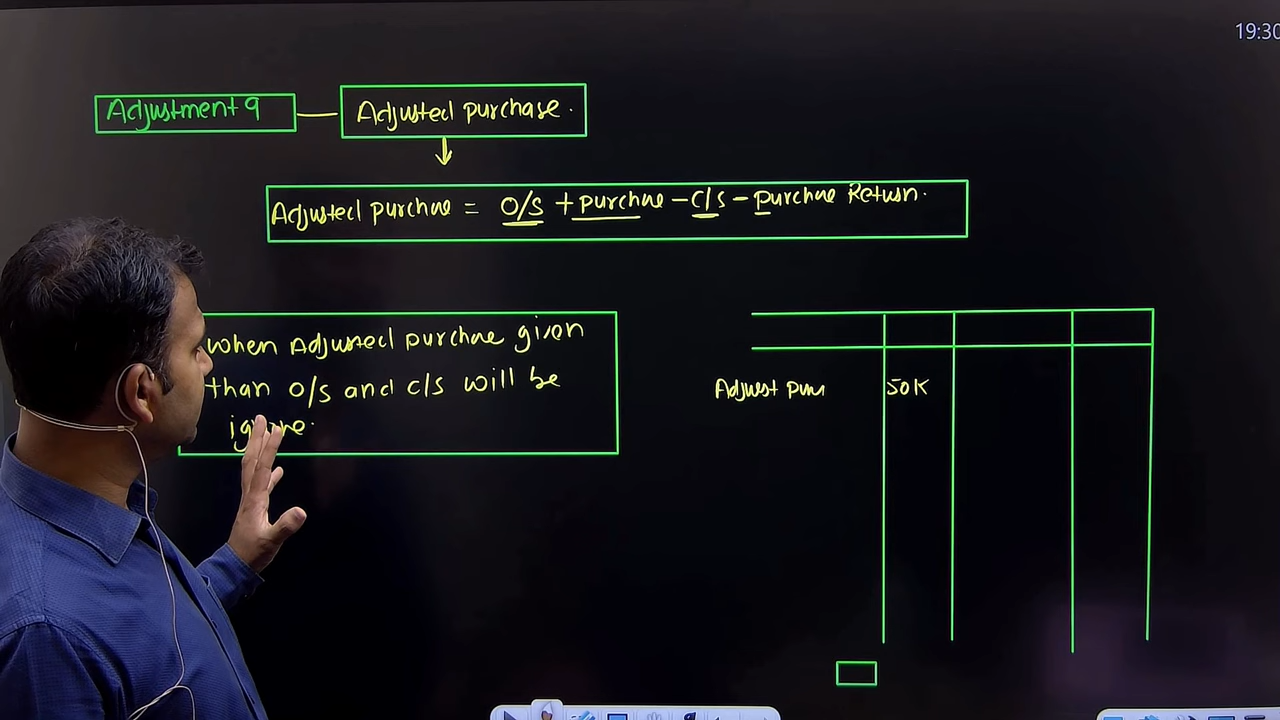 19:30
Adjustment 9
Adjusted purchase.
Adjusted purchase = O/S + purchase - C/S - purchase Return.
When Adjusted purchase given
than O/S and C/S will be
ignore.
Adjust Purc 50K